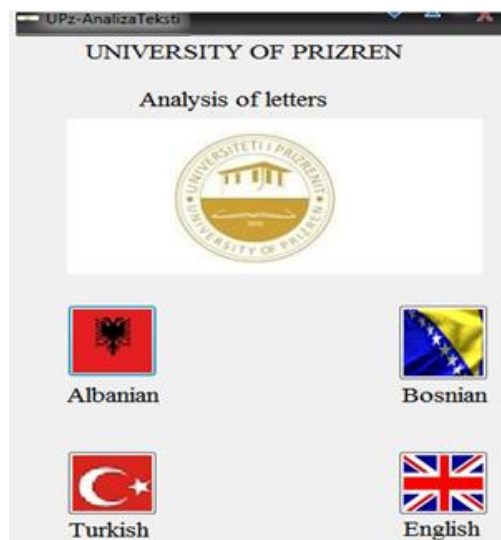 UPz-AnalizaTeksti
UNIVERSITY OF PRIZREN
Analysis of letters
UNIVERSITETI I PRIZRENIT
UNIVERSITY OF PRIZREN
Albanian
Bosnian
Turkish
English